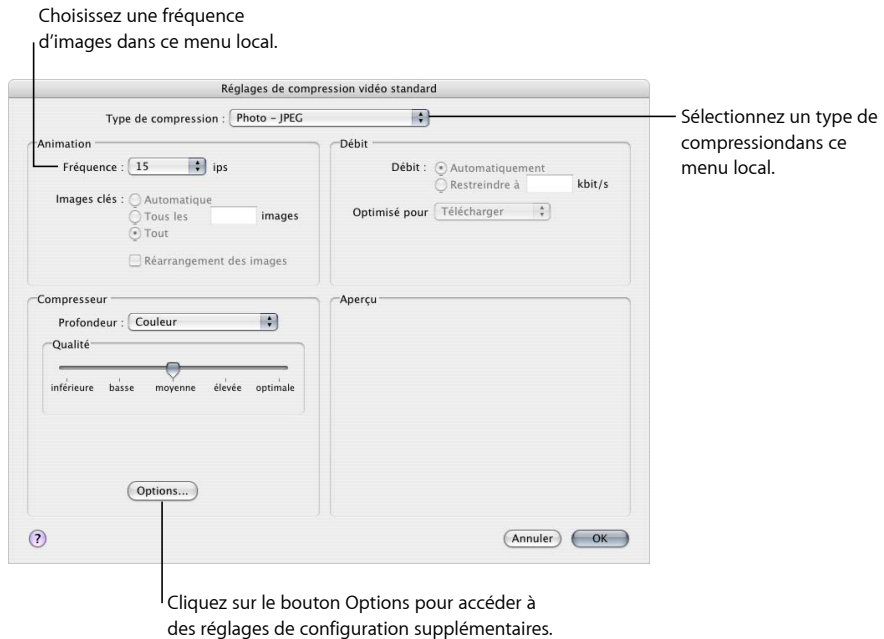 Choisissez une fréquence
d’images dans ce menu local.
Réglages de compression vidéo standard
Type de compression : Photo – JPEG
Sélectionnez un type de
compressiondans ce
menu local.
Animation
Fréquence : 15 ips
Images clés : Automatique
Tous les images
Tout
Réarrangement des images
Débit
Débit : Automatiquement
Restreindre à kbit/s
Optimisé pour Télécharger
Compresseur
Profondeur : Couleur
Qualité
inférieure basse moyenne élevée optimale
Options...
Aperçu
?
Annuler OK
Cliquez sur le bouton Options pour accéder à
des réglages de configuration supplémentaires.